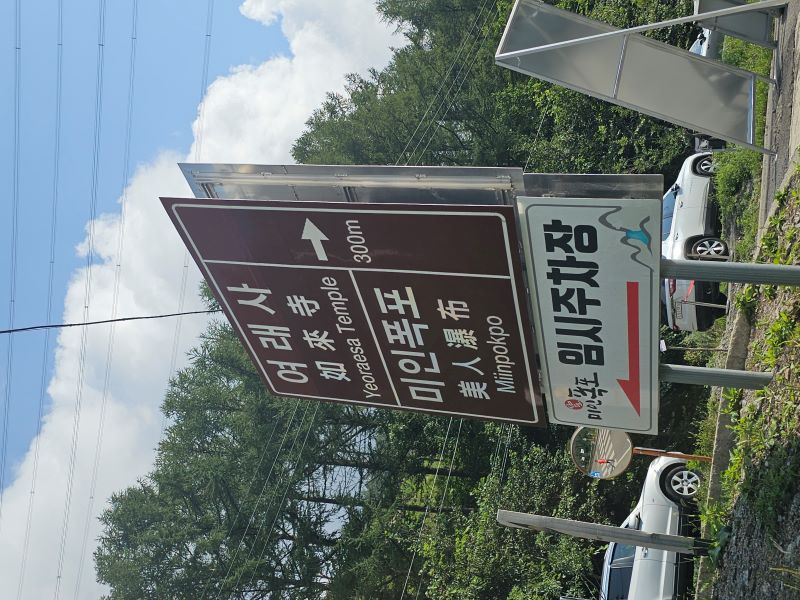 여래사
如來寺
Yeoraesa Temple
미인폭포
美人瀑布
Miinpokpo
300m
미인폭포 임시주차장